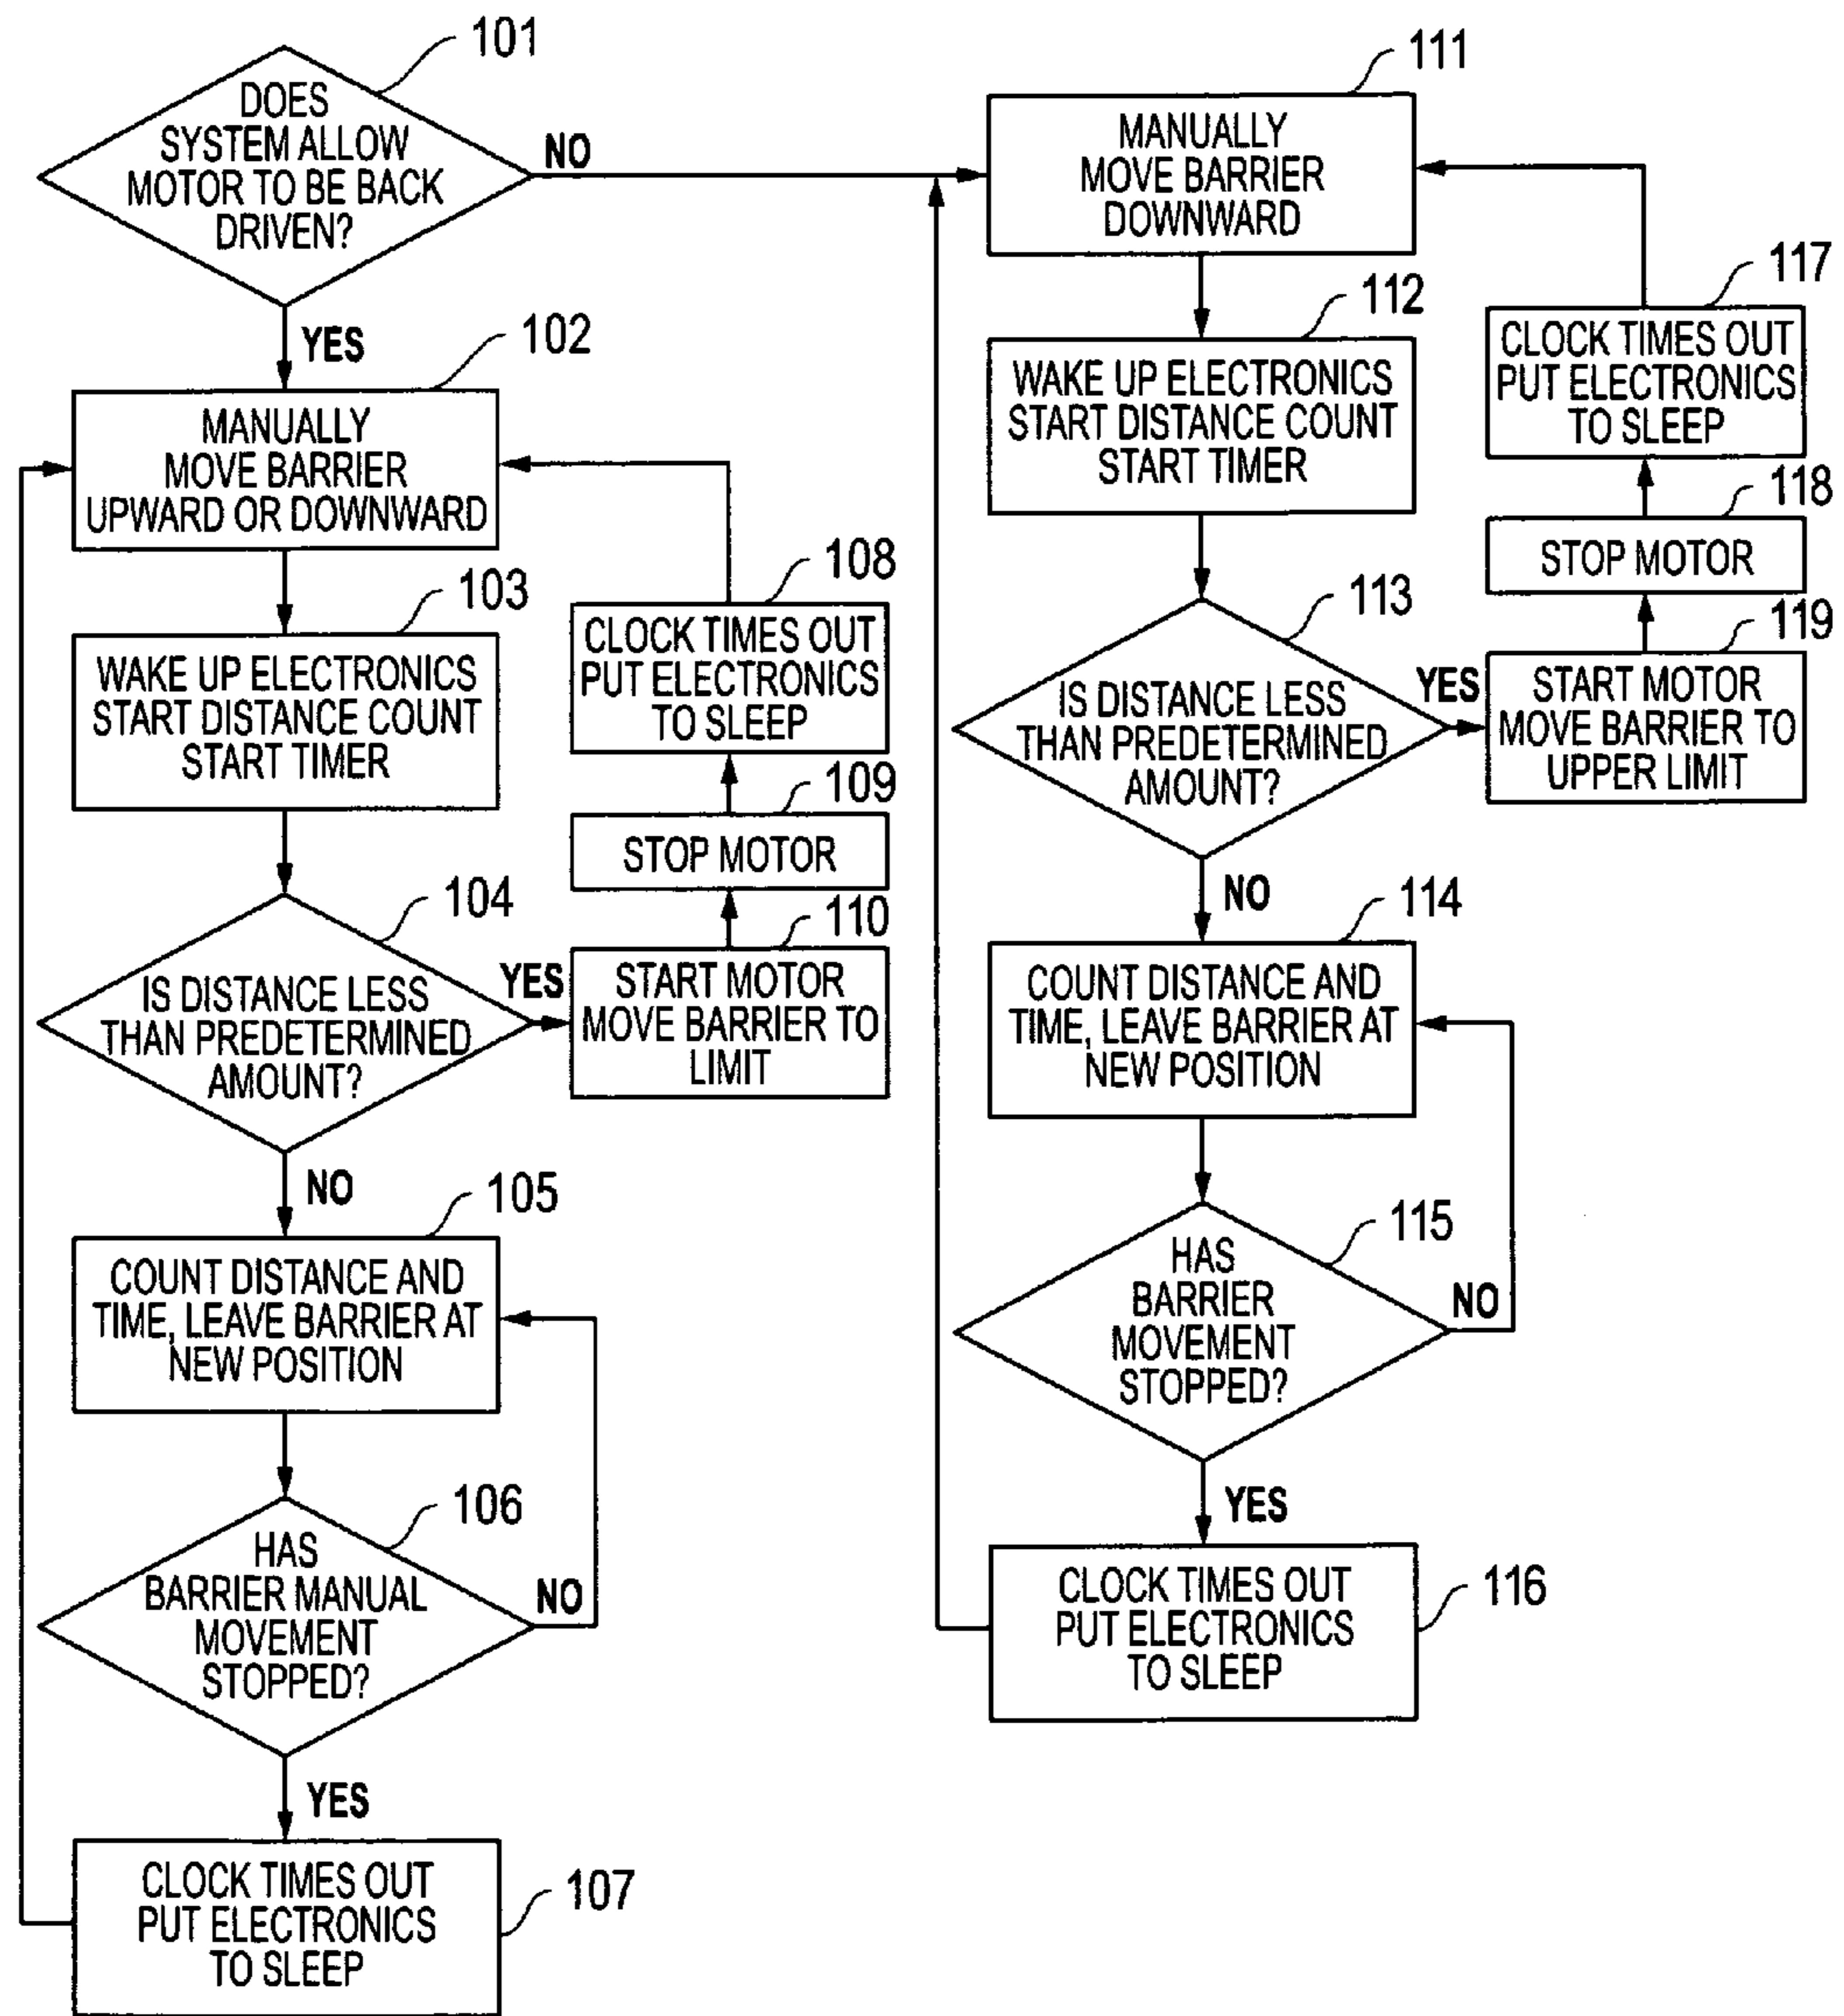 101
DOES
SYSTEM ALLOW
MOTOR TO BE BACK
DRIVEN?
NO
YES
102
MANUALLY
MOVE BARRIER
UPWARD OR DOWNWARD
103
WAKE UP ELECTRONICS
START DISTANCE COUNT
START TIMER
104
IS DISTANCE LESS
THAN PREDETERMINED
AMOUNT?
YES
NO
108
CLOCK TIMES OUT
PUT ELECTRONICS
TO SLEEP
109
STOP MOTOR
110
START MOTOR
MOVE BARRIER TO
LIMIT
105
COUNT DISTANCE AND
TIME, LEAVE BARRIER AT
NEW POSITION
106
HAS
BARRIER MANUAL
MOVEMENT
STOPPED?
NO
YES
107
CLOCK TIMES OUT
PUT ELECTRONICS
TO SLEEP
111
MANUALLY
MOVE BARRIER
DOWNWARD
112
WAKE UP ELECTRONICS
START DISTANCE COUNT
START TIMER
113
IS DISTANCE LESS
THAN PREDETERMINED
AMOUNT?
YES
NO
117
CLOCK TIMES OUT
PUT ELECTRONICS
TO SLEEP
118
STOP MOTOR
119
START MOTOR
MOVE BARRIER TO
UPPER LIMIT
114
COUNT DISTANCE AND
TIME, LEAVE BARRIER AT
NEW POSITION
115
HAS
BARRIER
MOVEMENT
STOPPED?
NO
YES
116
CLOCK TIMES OUT
PUT ELECTRONICS
TO SLEEP